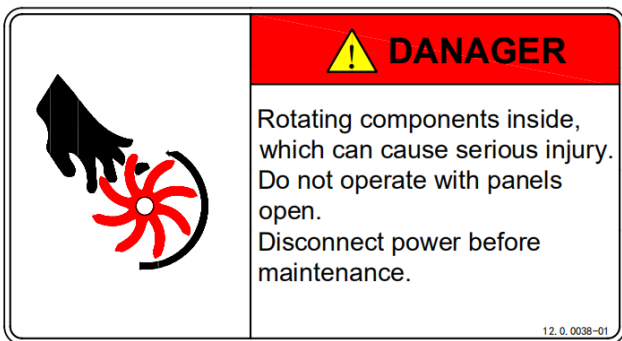 DANAGER
Rotating components inside,
which can cause serious injury.
Do not operate with panels
open.
Disconnect power before
maintenance.
12.0.0038-01